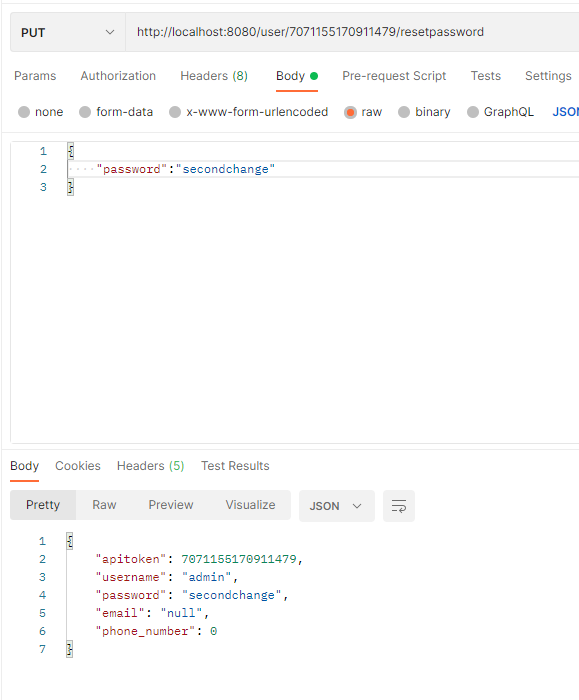 PUT http://localhost:8080/user/7071155170911479/resetpassword
Params Authorization Headers (8) Body Pre-request Script Tests Settings
none form-data x-www-form-urlencoded raw binary GraphQL JSON
1 {
2 "password":"secondchange"
3 }
Body Cookies Headers (5) Test Results
Pretty Raw Preview Visualize JSON
1 {
2 "apitoken": 7071155170911479,
3 "username": "admin",
4 "password": "secondchange",
5 "email": "null",
6 "phone_number": 0
7 }